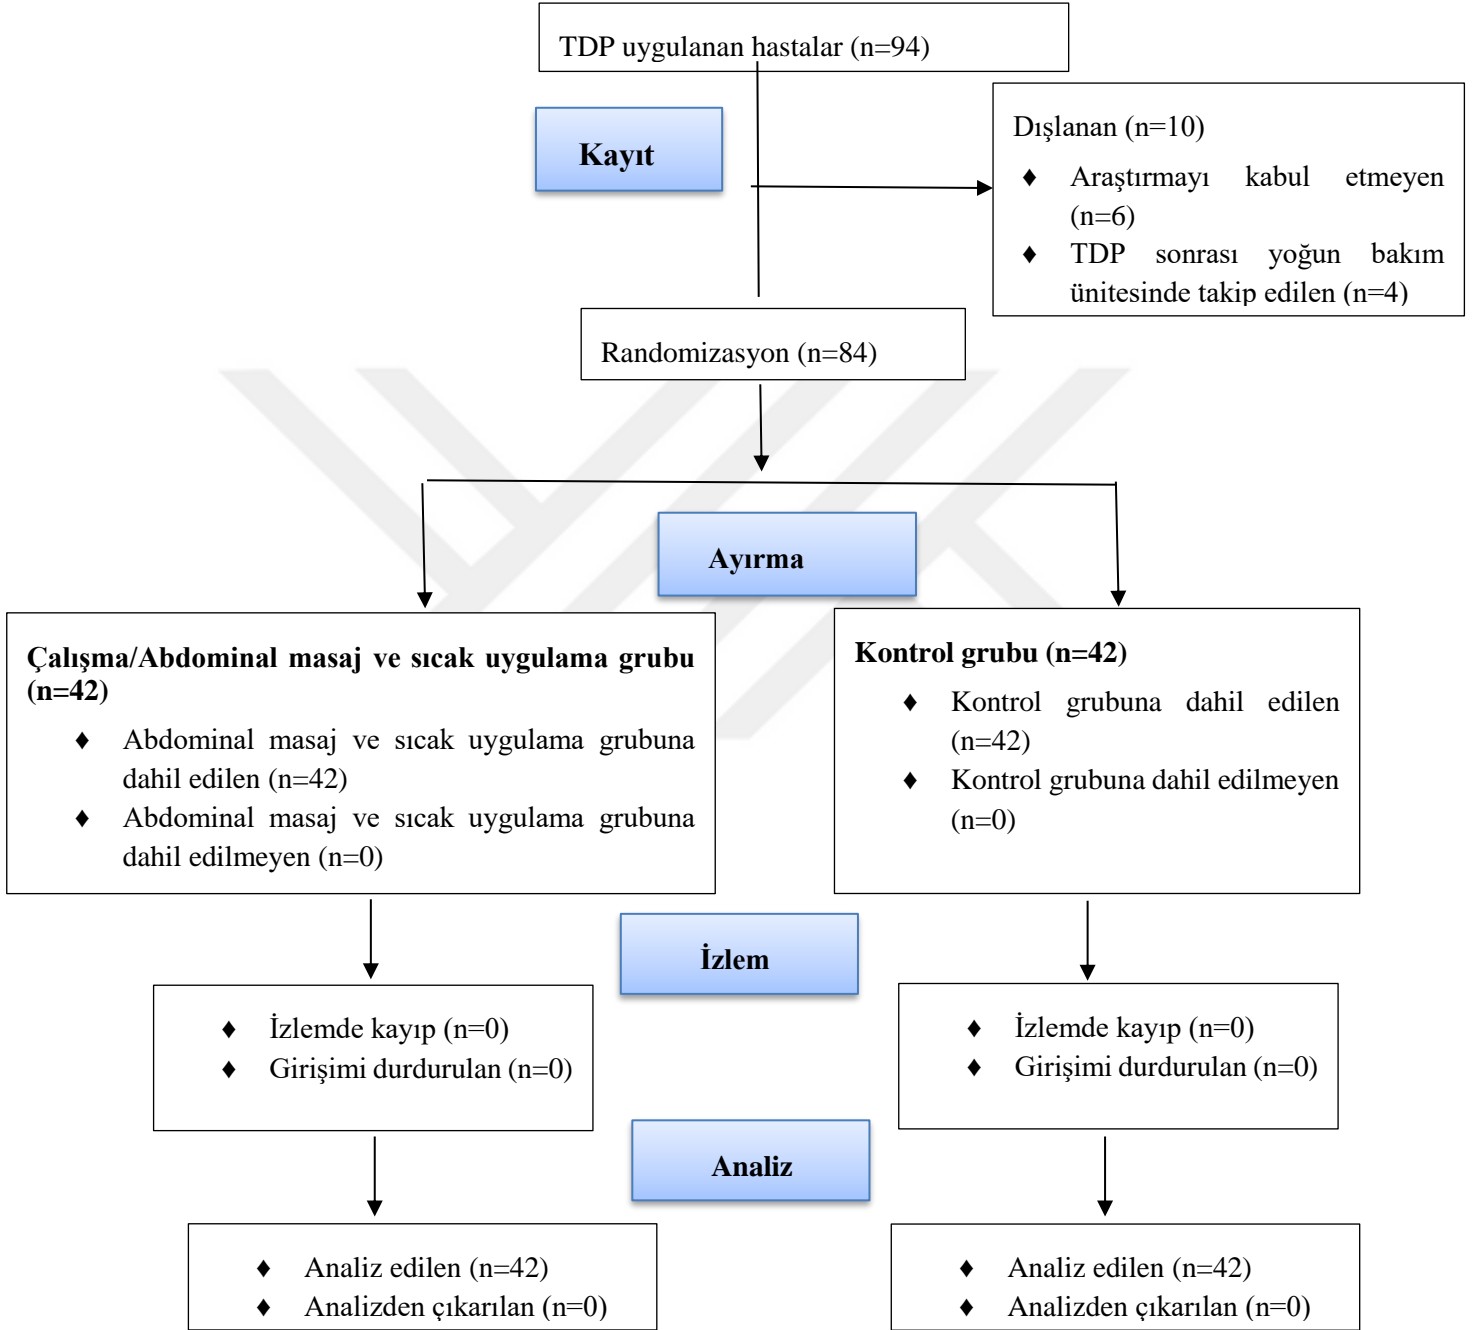 TDP uygulanan hastalar (n=94)
Kayıt
Dışlanan (n=10)
♦ Araştırmayı kabul etmeyen
(n=6)
♦ TDP sonrası yoğun bakım
ünitesinde takip edilen (n=4)
Randomizasyon (n=84)
Ayırma
Çalışma/Abdominal masaj ve sıcak uygulama grubu
(n=42)
♦ Abdominal masaj ve sıcak uygulama grubuna
dahil edilen (n=42)
♦ Abdominal masaj ve sıcak uygulama grubuna
dahil edilmeyen (n=0)
Kontrol grubu (n=42)
♦ Kontrol grubuna dahil edilen
(n=42)
♦ Kontrol grubuna dahil edilmeyen
(n=0)
İzlem
♦ İzlemde kayıp (n=0)
♦ Girişimi durdurulan (n=0)
♦ İzlemde kayıp (n=0)
♦ Girişimi durdurulan (n=0)
Analiz
♦ Analiz edilen (n=42)
♦ Analizden çıkarılan (n=0)
♦ Analiz edilen (n=42)
♦ Analizden çıkarılan (n=0)